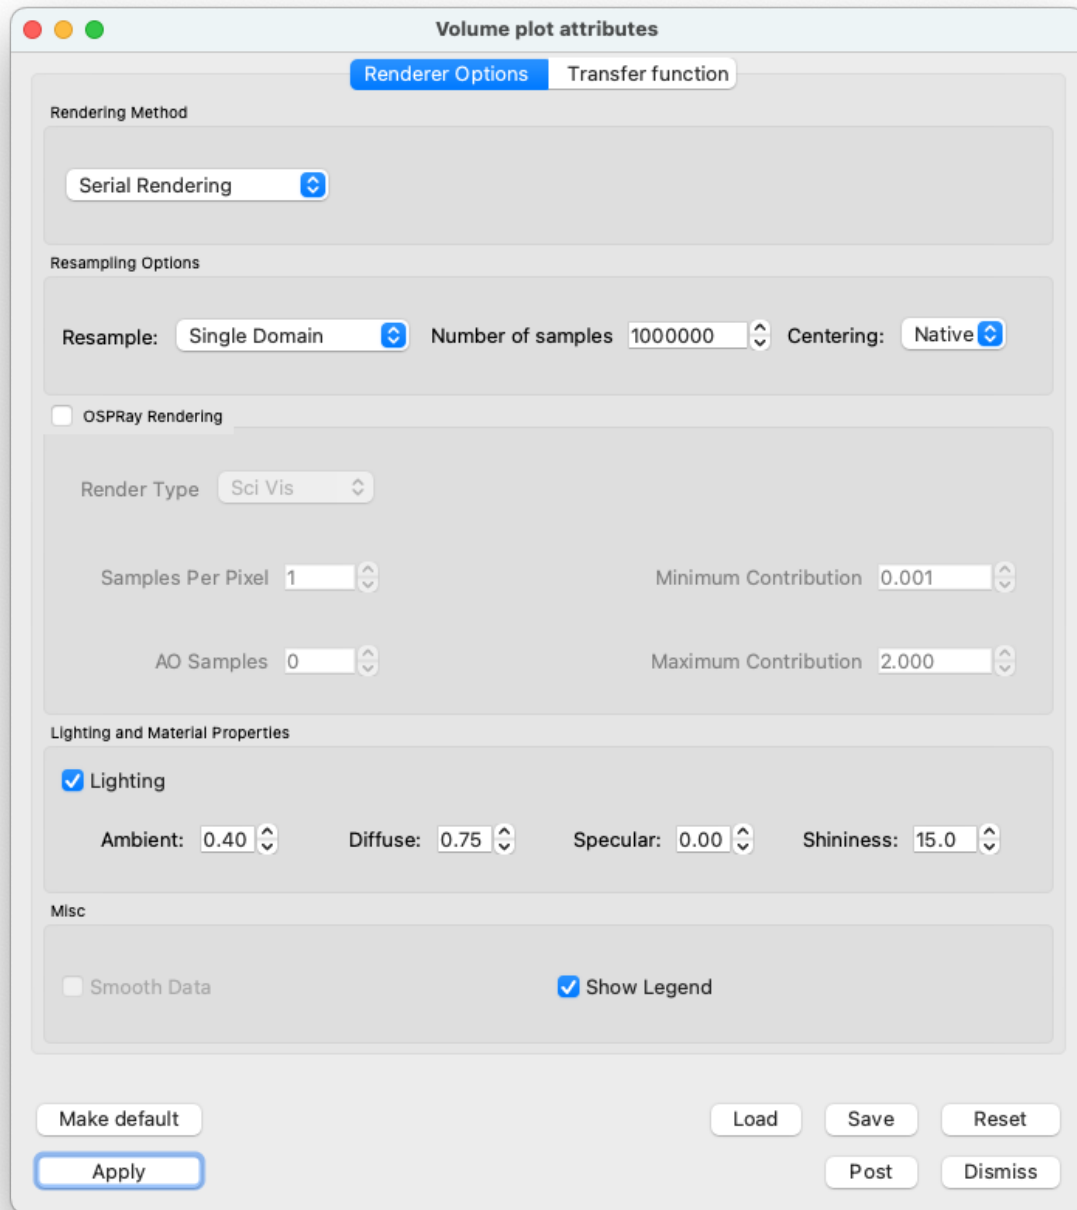 Volume plot attributes
Renderer Options Transfer function
Rendering Method
Serial Rendering
Resampling Options
Resample: Single Domain Number of samples 1000000 Centering: Native
OSPRay Rendering
Render Type Sci Vis
Samples Per Pixel 1 Minimum Contribution 0.001
AO Samples 0 Maximum Contribution 2.000
Lighting and Material Properties
Lighting
Ambient: 0.40 Diffuse: 0.75 Specular: 0.00 Shininess: 15.0
Misc
Smooth Data Show Legend
Make default Load Save Reset
Apply Post Dismiss